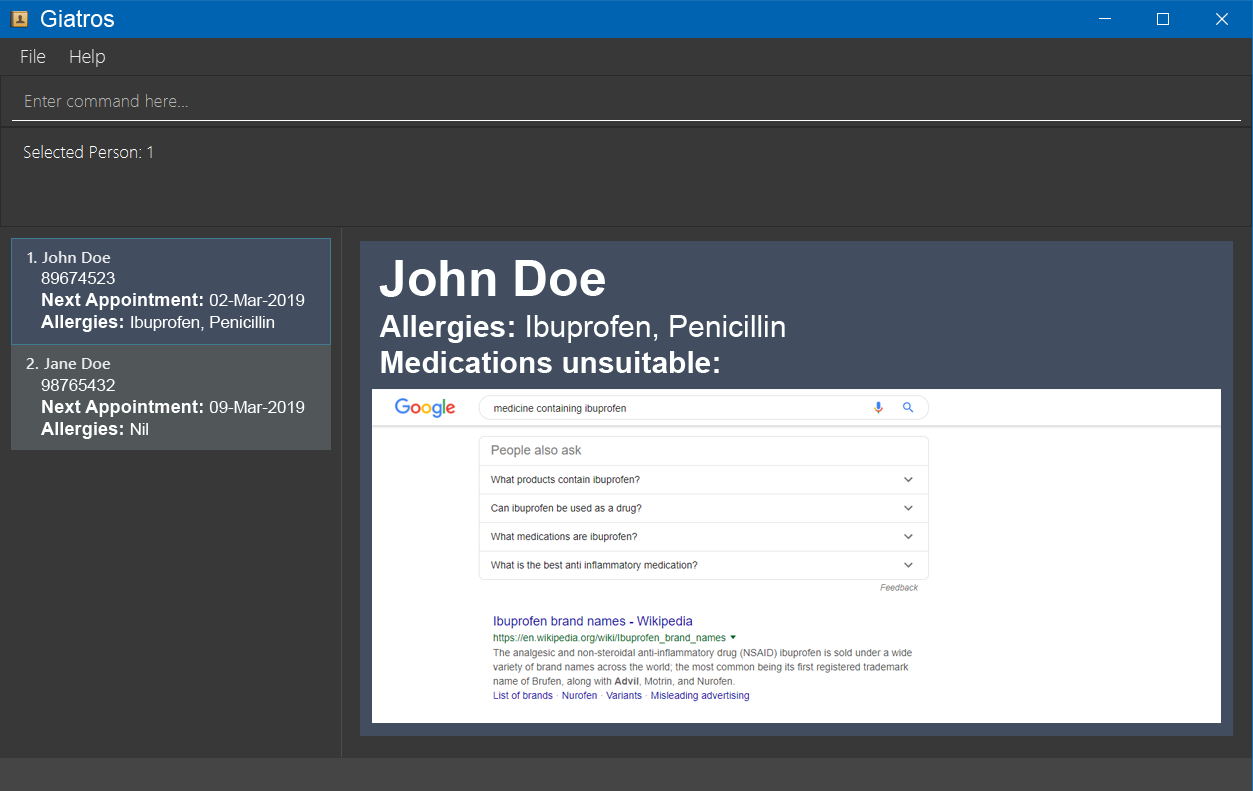 Giatros
File Help
Enter command here...
Selected Person: 1
1. John Doe
89674523
Next Appointment: 02-Mar-2019
Allergies: Ibuprofen, Penicillin
2. Jane Doe
98765432
Next Appointment: 09-Mar-2019
Allergies: Nil
John Doe
Allergies: Ibuprofen, Penicillin
Medications unsuitable:
Google medicine containing ibuprofen
People also ask
What products contain ibuprofen?
Can ibuprofen be used as a drug?
What medications are ibuprofen?
What is the best anti inflammatory medication?
Feedback
Ibuprofen brand names - Wikipedia
https://en.wikipedia.org/wiki/Ibuprofen_brand_names
The analgesic and non-steroidal anti-inflammatory drug (NSAID) ibuprofen is sold under a wide
variety of brand names across the world; the most common being its first registered trademark
name of Brufen, along with Advil, Motrin, and Nurofen.
List of brands · Nurofen · Variants · Misleading advertising